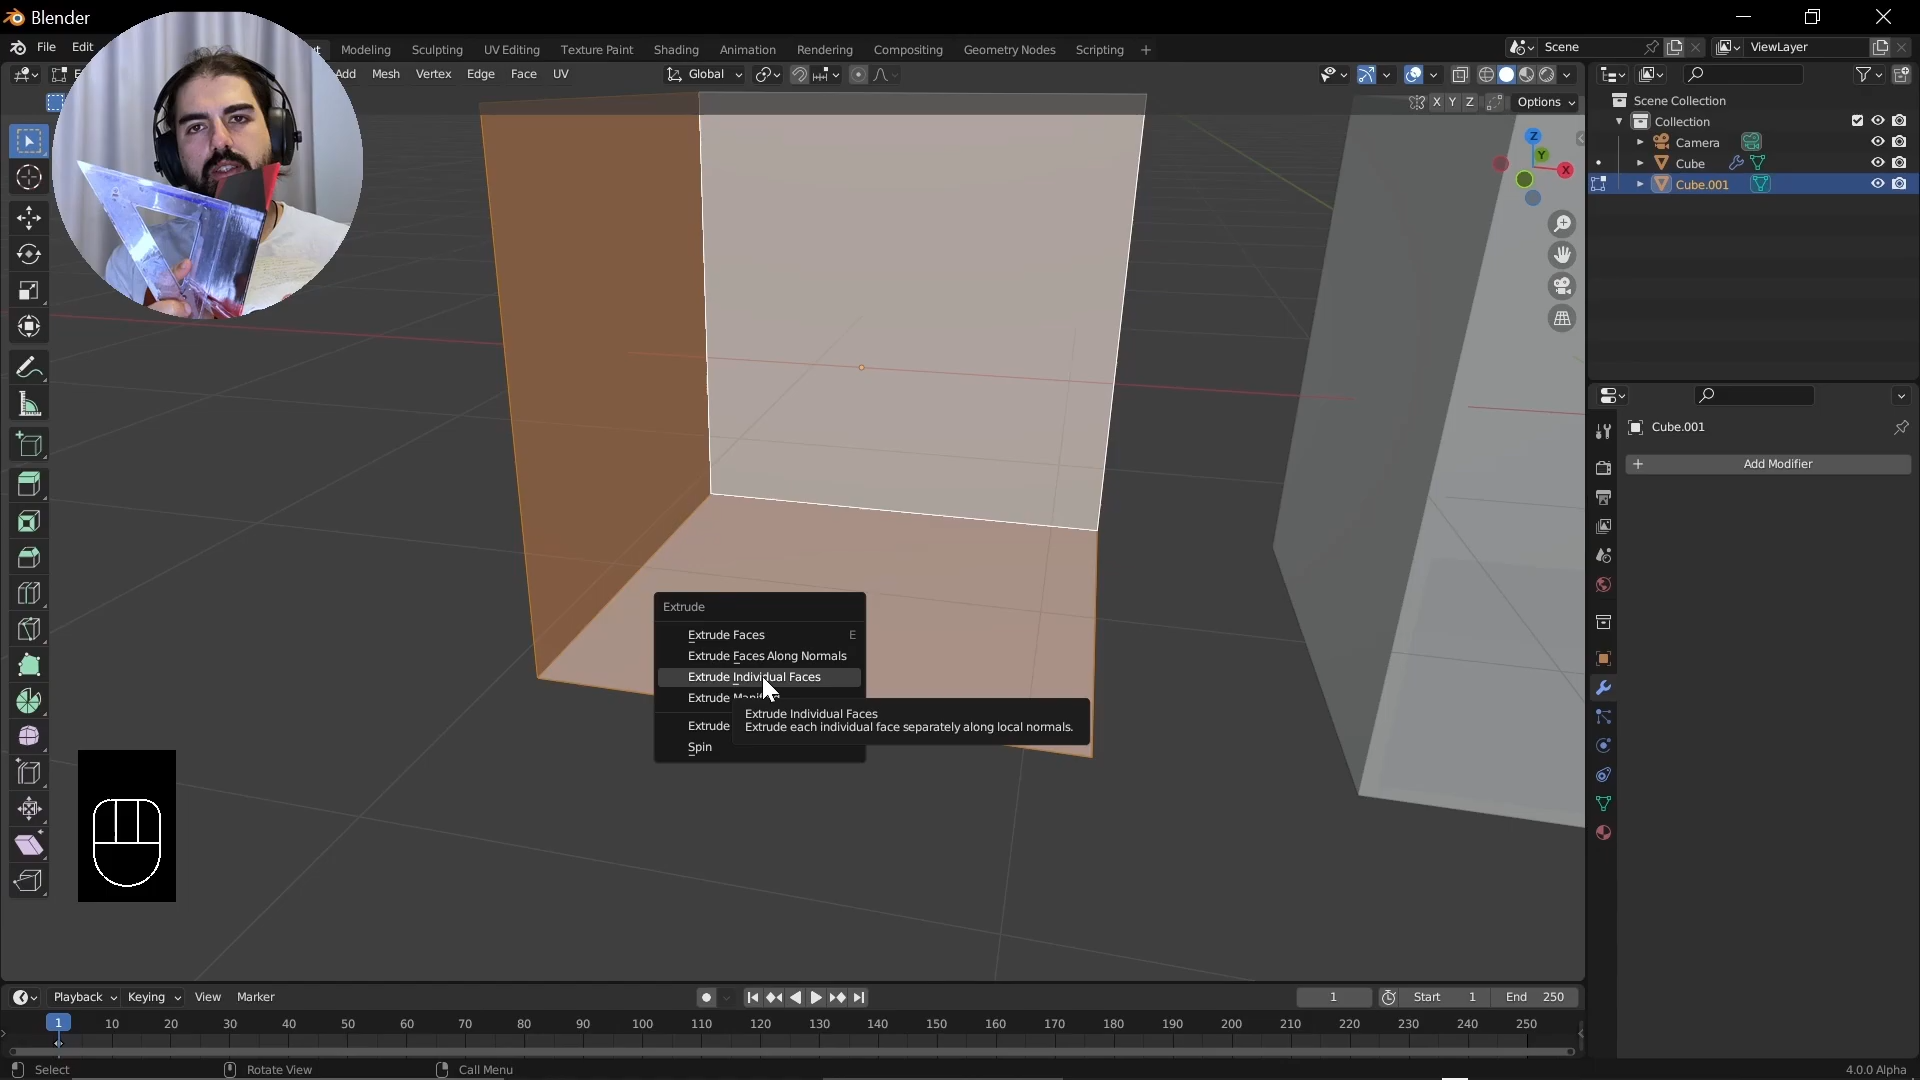 Blender
File Edit Modeling Sculpting UV Editing Texture Paint Shading Animation Rendering Compositing Geometry Nodes Scripting + Scene ViewLayer
Add Mesh Vertex Edge Face UV Global
X Y Z Options
Scene Collection
Collection
Camera
Cube
Cube.001
Z
Y
X
Cube.001
+ Add Modifier
Extrude
Extrude Faces E
Extrude Faces Along Normals
Extrude Individual Faces
Extrude
Extrude
Spin
Extrude Individual Faces
Extrude each individual face separately along local normals.
Playback Keying View Marker 1 Start 1 End 250
1 10 20 30 40 50 60 70 80 90 100 110 120 130 140 150 160 170 180 190 200 210 220 230 240 250
Select Rotate View Call Menu 4.0.0 Alpha